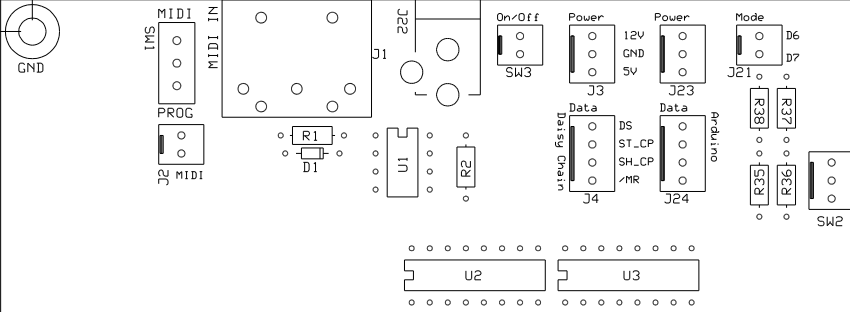 GND
MIDI
SW1
PROG
J2 MIDI
MIDI IN
J1
J22
R1
D1
U1
R2
On/Off
SW3
Power
12V
GND
5V
J3
Power
J23
Mode
D6
D7
J21
Data
Daisy Chain
DS
ST_CP
SH_CP
/MR
J4
Data
Arduino
J24
R38
R37
R35
R36
SW2
U2
U3